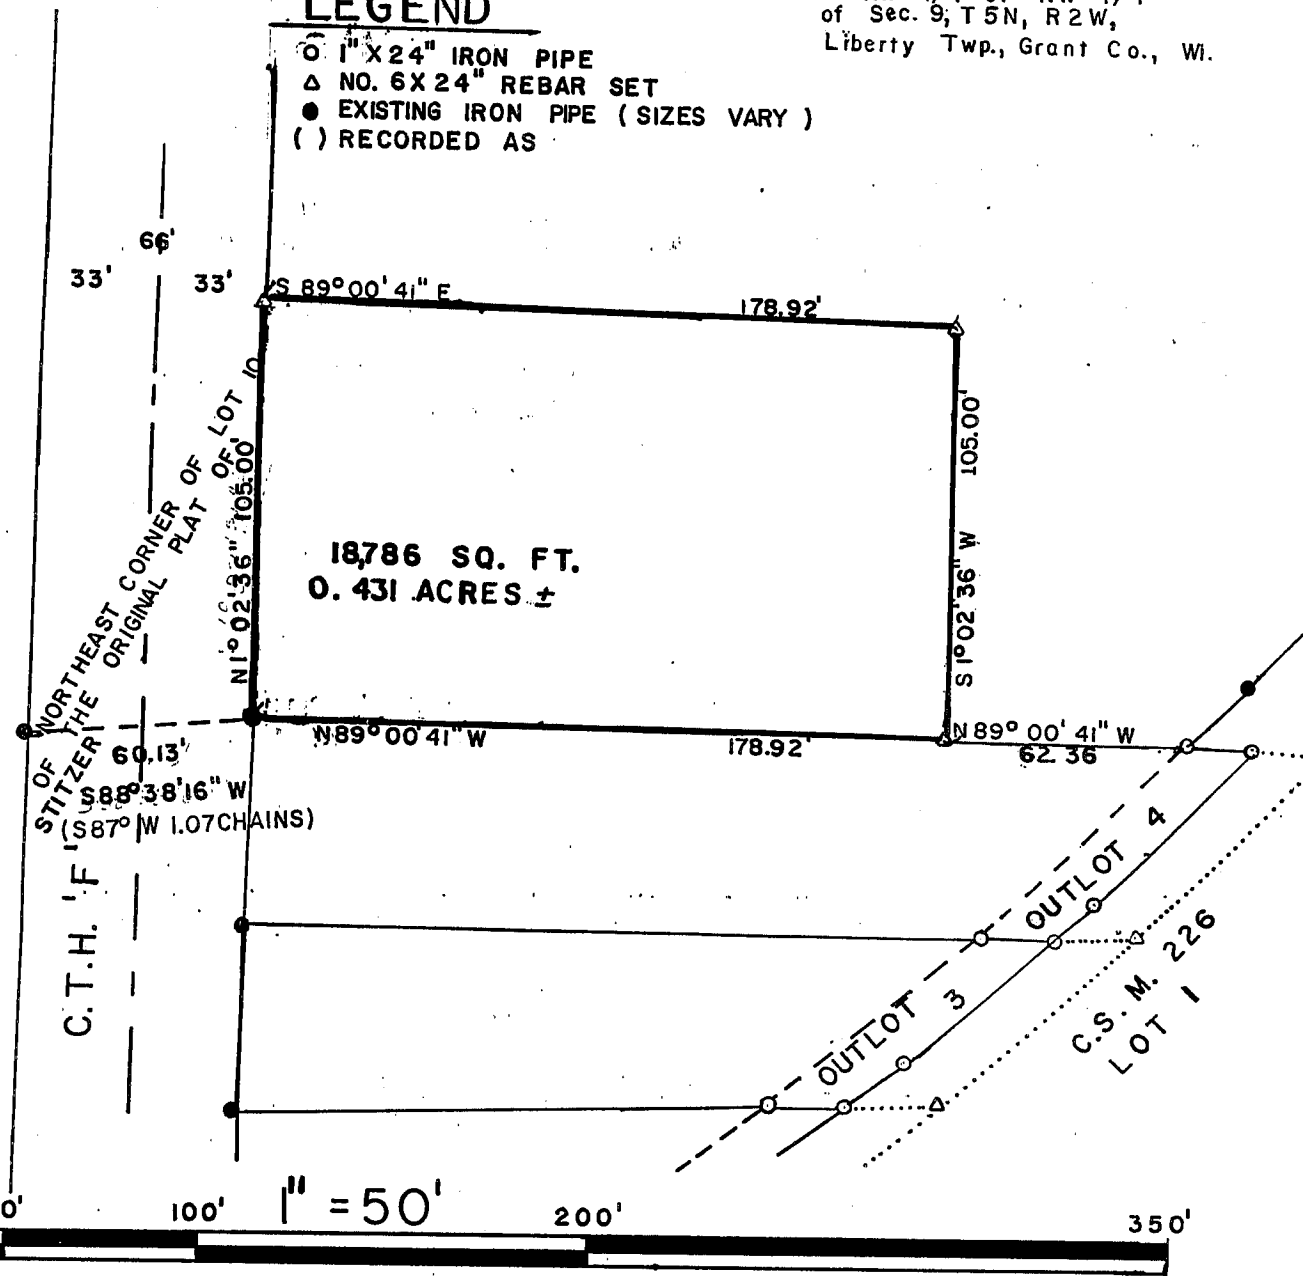 LEGEND
1" X 24" IRON PIPE
NO. 6 X 24" REBAR SET
EXISTING IRON PIPE ( SIZES VARY )
( ) RECORDED AS
of Sec. 9, T 5N, R 2W,
Liberty Twp., Grant Co., Wi.
66'
33'
33'
S 89° 00' 41" E
178.92'
N 1° 02' 36" 105.00'
S 1° 02' 36" W 105.00'
18,786 SQ. FT.
0.431 ACRES ±
NORTHEAST CORNER OF LOT 10
OF THE ORIGINAL PLAT OF
STITZER
N 89° 00' 41" W
178.92'
N 89° 00' 41" W
62.36
60.13'
S 88° 38' 16" W
(S 87° W 1.07 CHAINS)
C.T.H. 'F'
OUTLOT 4
OUTLOT 3
C.S. M. 226
LOT 1
1" = 50'
0'
100'
200'
350'